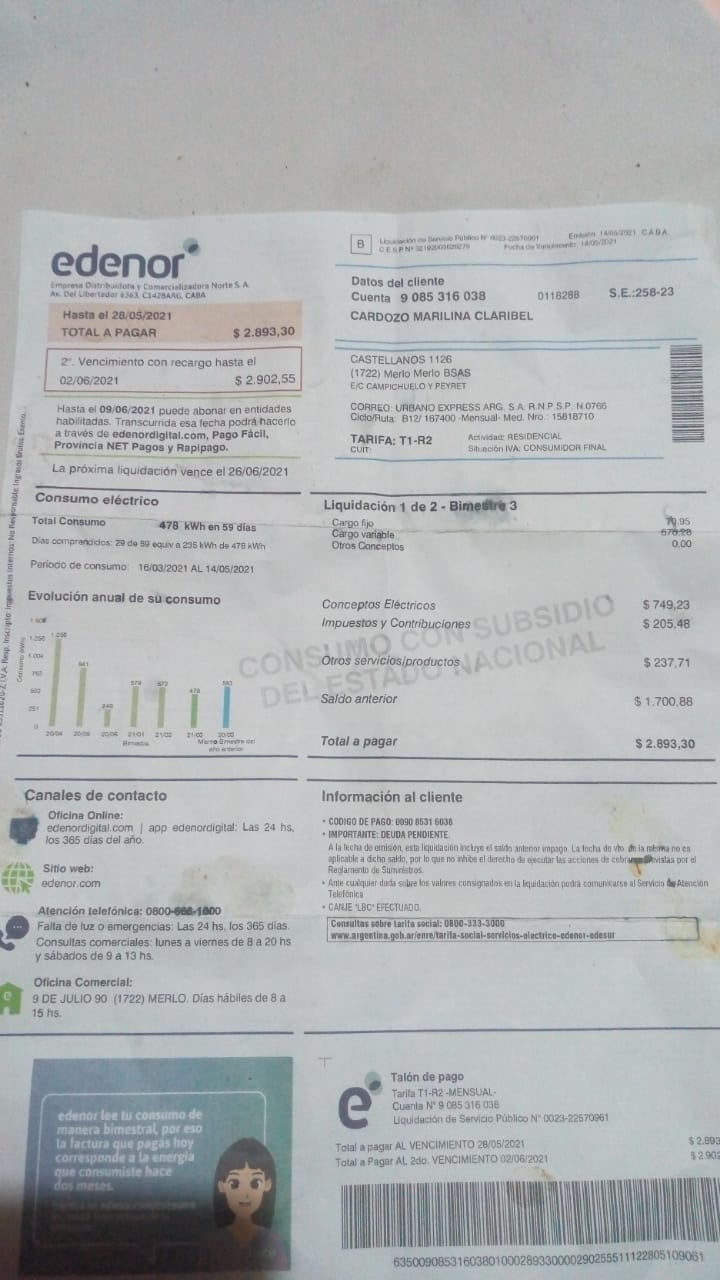 edenor
Empresa Distribuidora y Comercializadora Norte S.A.
Av. Del Libertador 6363, C1428ARG, CABA
Hasta el 28/05/2021
TOTAL A PAGAR $ 2.893,30
2°. Vencimiento con recargo hasta el
02/06/2021 $ 2.902,55
Hasta el 09/06/2021 puede abonar en entidades
habilitadas. Transcurrida esa fecha podrá hacerlo
a través de edenordigital.com, Pago Fácil,
Provincia NET Pagos y Rapipago.
La próxima liquidación vence el 26/06/2021
B
Liquidación de Servicio Público N° 0023-22570961 Emisión: 14/05/2021 C.A.B.A.
Fecha de Vencimiento:
Datos del cliente
Cuenta 9 085 316 038 0118288 S.E.:258-23
CARDOZO MARILINA CLARIBEL
CASTELLANOS 1126
(1722) Merlo Merlo BSAS
E/C CAMPICHUELO Y PEYRET
CORREO: URBANO EXPRESS ARG. S.A. R.N.P.S.P. N.0766
Ciclo/Ruta: B12/ 167400 -Mensual- Med. Nro.: 15818710
TARIFA: T1-R2 Actividad: RESIDENCIAL
CUIT: Situación IVA: CONSUMIDOR FINAL
Consumo eléctrico
Total Consumo 478 kWh en 59 días
Días comprendidos: 29 de 59 equiv a 235 kWh de 478 kWh
Período de consumo: 16/03/2021 AL 14/05/2021
Evolución anual de su consumo
Consumo kWh
1.256
1.256
1.004
941
753
502
251
0
249
579
572
478
583
20/04 20/05 20/06 21/01 21/02 21/03 20/03
Bimestre
Mismo Bimestre del
año anterior
Liquidación 1 de 2 - Bimestre 3
Cargo fijo 70,95
Cargo variable 678,28
Otros Conceptos 0,00
CONSUMO CON SUBSIDIO
DEL ESTADO NACIONAL
Conceptos Eléctricos $ 749,23
Impuestos y Contribuciones $ 205,48
Otros servicios/productos $ 237,71
Saldo anterior $ 1.700,88
Total a pagar $ 2.893,30
Canales de contacto
Oficina Online:
edenordigital.com | app edenordigital: Las 24 hs,
los 365 días del año.
Sitio web:
edenor.com
Atención telefónica: 0800-
Falta de luz o emergencias: Las 24 hs, los 365 días.
Consultas comerciales: lunes a viernes de 8 a 20 hs
y sábados de 9 a 13 hs.
Oficina Comercial:
9 DE JULIO 90 (1722) MERLO. Días hábiles de 8 a
15 hs.
Información al cliente
• CODIGO DE PAGO: 0090 8531 6038
• IMPORTANTE: DEUDA PENDIENTE.
A la fecha de emisión, esta liquidación incluye el saldo anterior impago. La fecha de vto. de la misma no es
aplicable a dicho saldo, por lo que no inhibe el derecho de ejecutar las acciones de cobranza previstas por el
Reglamento de Suministros.
• Ante cualquier duda sobre los valores consignados en la liquidación podrá comunicarse al Servicio de Atención
Telefónica
• CANJE "LBC" EFECTUADO.
Consultas sobre tarifa social: 0800-333-3000
www.argentina.gob.ar/enre/tarifa-social-servicios-electrico-edenor-edesur
edenor lee tu consumo de
manera bimestral, por eso
la factura que pagás hoy
corresponde a la energía
que consumiste hace
dos meses.
e
Talón de pago
Tarifa T1-R2 -MENSUAL-
Cuenta N° 9 085 316 038
Liquidación de Servicio Público N° 0023-22570961
Total a pagar AL VENCIMIENTO 28/05/2021 $ 2.893
Total a Pagar AL 2do. VENCIMIENTO 02/06/2021 $ 2.902